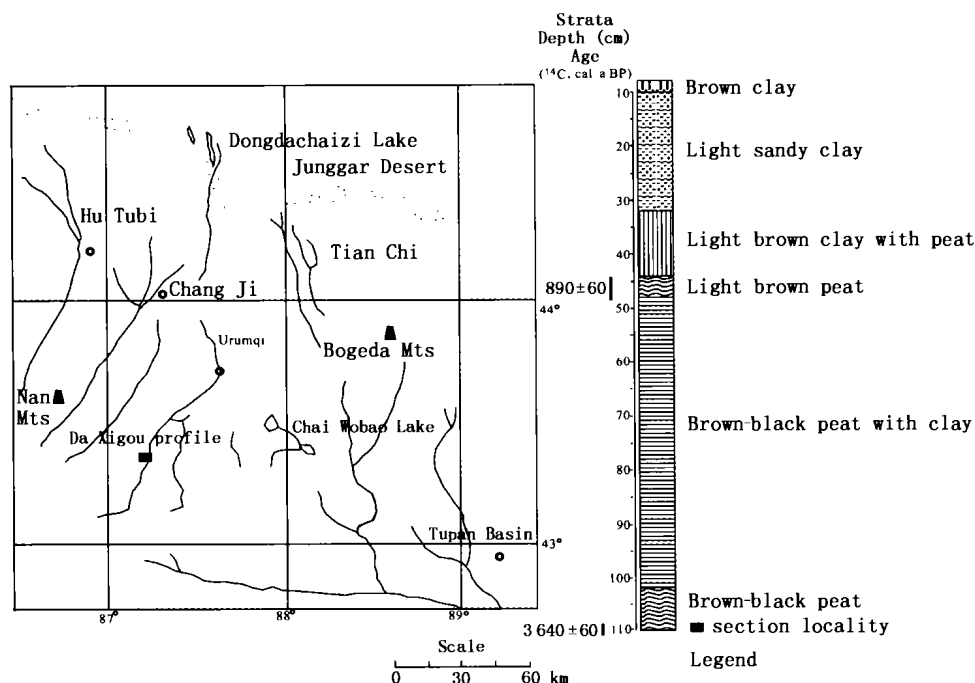 Strata
Depth (cm)
Age
(¹⁴C, cal a BP)
Dongdachaizi Lake
Junggar Desert
Hu Tubi
Tian Chi
Chang Ji
44°
Urumqi
Bogeda Mts
Nan
Mts
Da Xigou profile
Chai Wobao Lake
Tupan Basin
43°
87°
88°
89°
Scale
0 30 60 km
10
20
30
40
50
60
70
80
90
100
110
890±60
3 640±60
Brown clay
Light sandy clay
Light brown clay with peat
Light brown peat
Brown-black peat with clay
Brown-black peat
section locality
Legend